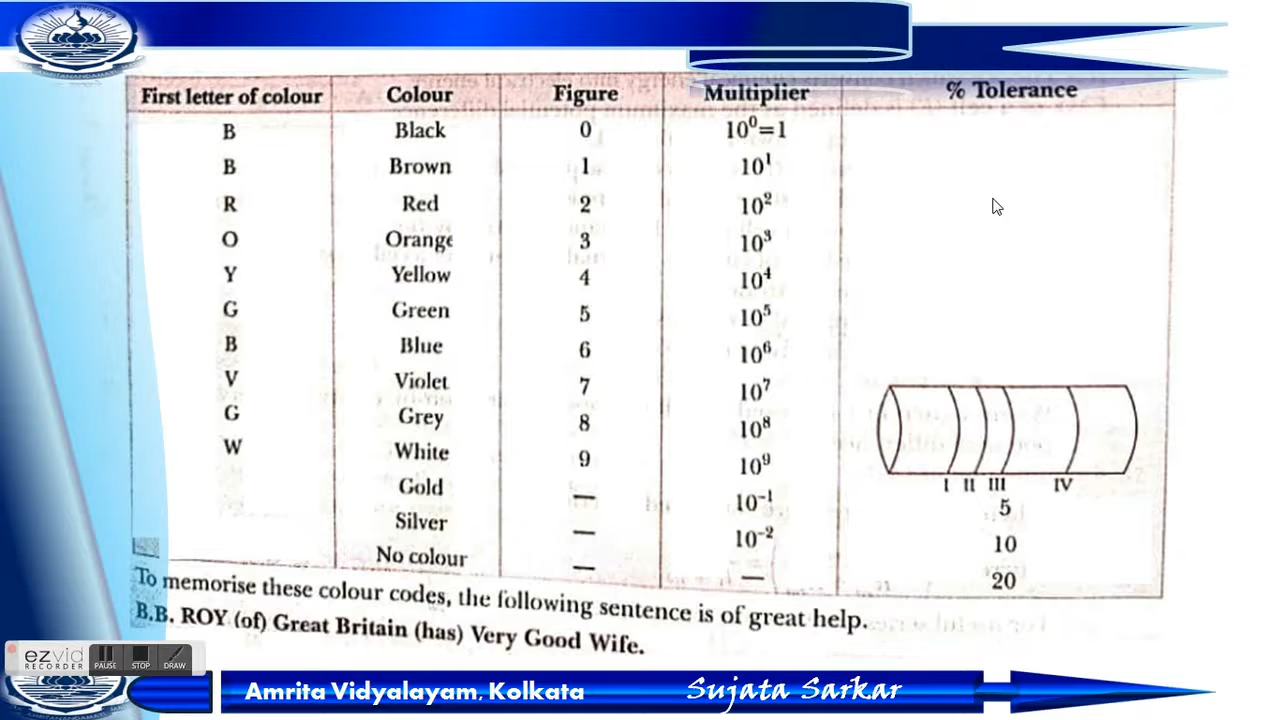 First letter of colour Colour Figure Multiplier % Tolerance
B Black 0 10⁰=1
B Brown 1 10¹
R Red 2 10²
O Orange 3 10³
Y Yellow 4 10⁴
G Green 5 10⁵
B Blue 6 10⁶
V Violet 7 10⁷
G Grey 8 10⁸
W White 9 10⁹
I II III IV
Gold — 10⁻¹ 5
Silver — 10⁻² 10
No colour — — 20
To memorise these colour codes, the following sentence is of great help.
B.B. ROY (of) Great Britain (has) Very Good Wife.
ezvid
RECORDER
PAUSE STOP DRAW
Amrita Vidyalayam, Kolkata Sujata Sarkar